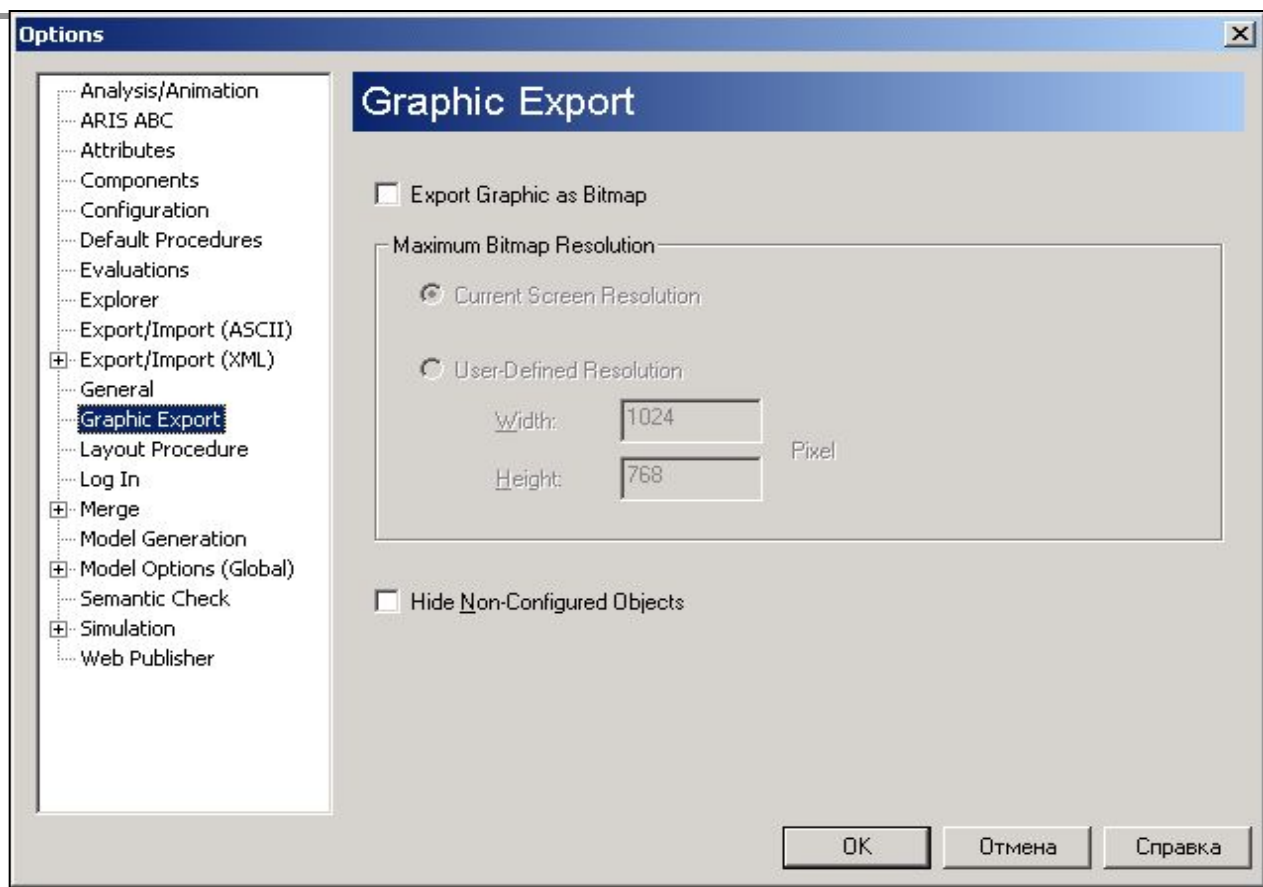 Options
Analysis/Animation
ARIS ABC
Attributes
Components
Configuration
Default Procedures
Evaluations
Explorer
Export/Import (ASCII)
Export/Import (XML)
General
Graphic Export
Layout Procedure
Log In
Merge
Model Generation
Model Options (Global)
Semantic Check
Simulation
Web Publisher
Graphic Export
Export Graphic as Bitmap
Maximum Bitmap Resolution
Current Screen Resolution
User-Defined Resolution
Width: 1024
Pixel
Height: 768
Hide Non-Configured Objects
OK Отмена Справка